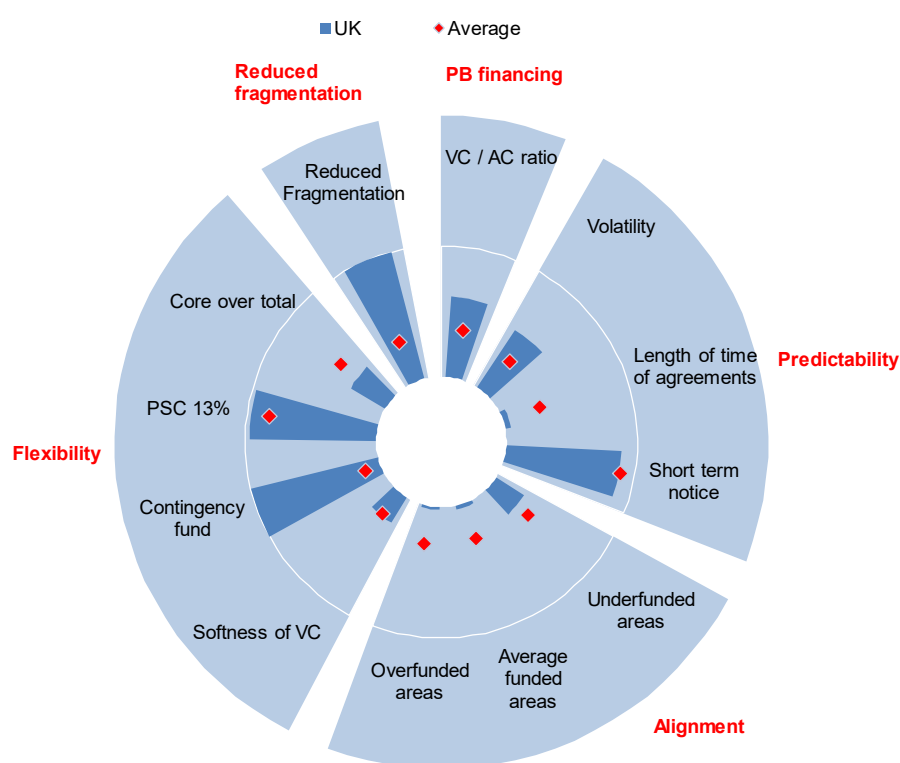 UK
Average
Reduced
fragmentation
PB financing
Reduced
Fragmentation
VC / AC ratio
Volatility
Core over total
Length of time
of agreements
Predictability
PSC 13%
Flexibility
Short term
notice
Contingency
fund
Softness of VC
Underfunded
areas
Average
funded
areas
Overfunded
areas
Alignment